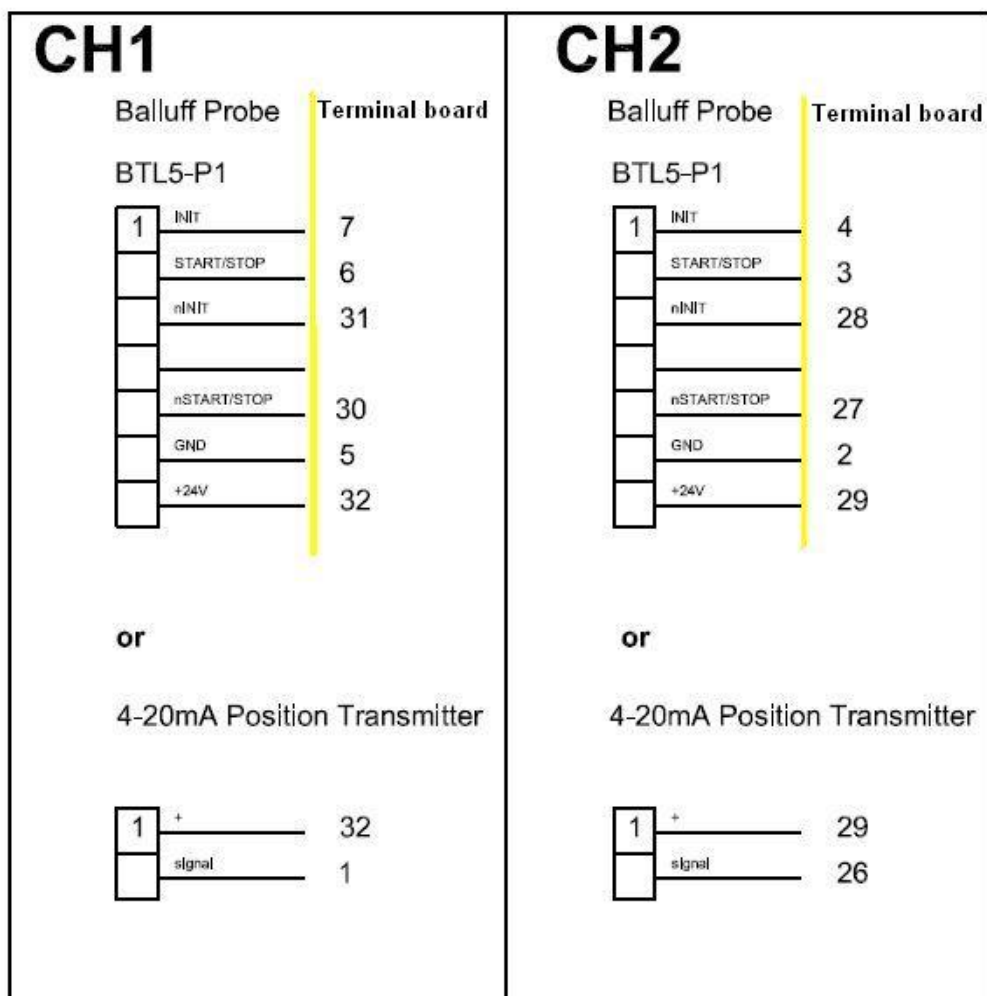 CH1
Balluff Probe Terminal board
BTL5-P1
1 INIT 7
START/STOP 6
nINIT 31
nSTART/STOP 30
GND 5
+24V 32
or
4-20mA Position Transmitter
1 + 32
signal 1
CH2
Balluff Probe Terminal board
BTL5-P1
1 INIT 4
START/STOP 3
nINIT 28
nSTART/STOP 27
GND 2
+24V 29
or
4-20mA Position Transmitter
1 + 29
signal 26